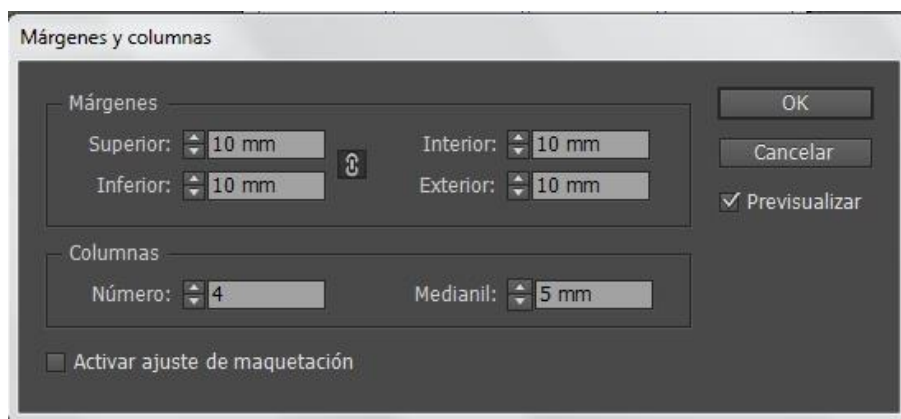 Márgenes y columnas
Márgenes
Superior: 10 mm Interior: 10 mm
Inferior: 10 mm Exterior: 10 mm
Columnas
Número: 4 Medianil: 5 mm
Activar ajuste de maquetación
OK
Cancelar
Previsualizar